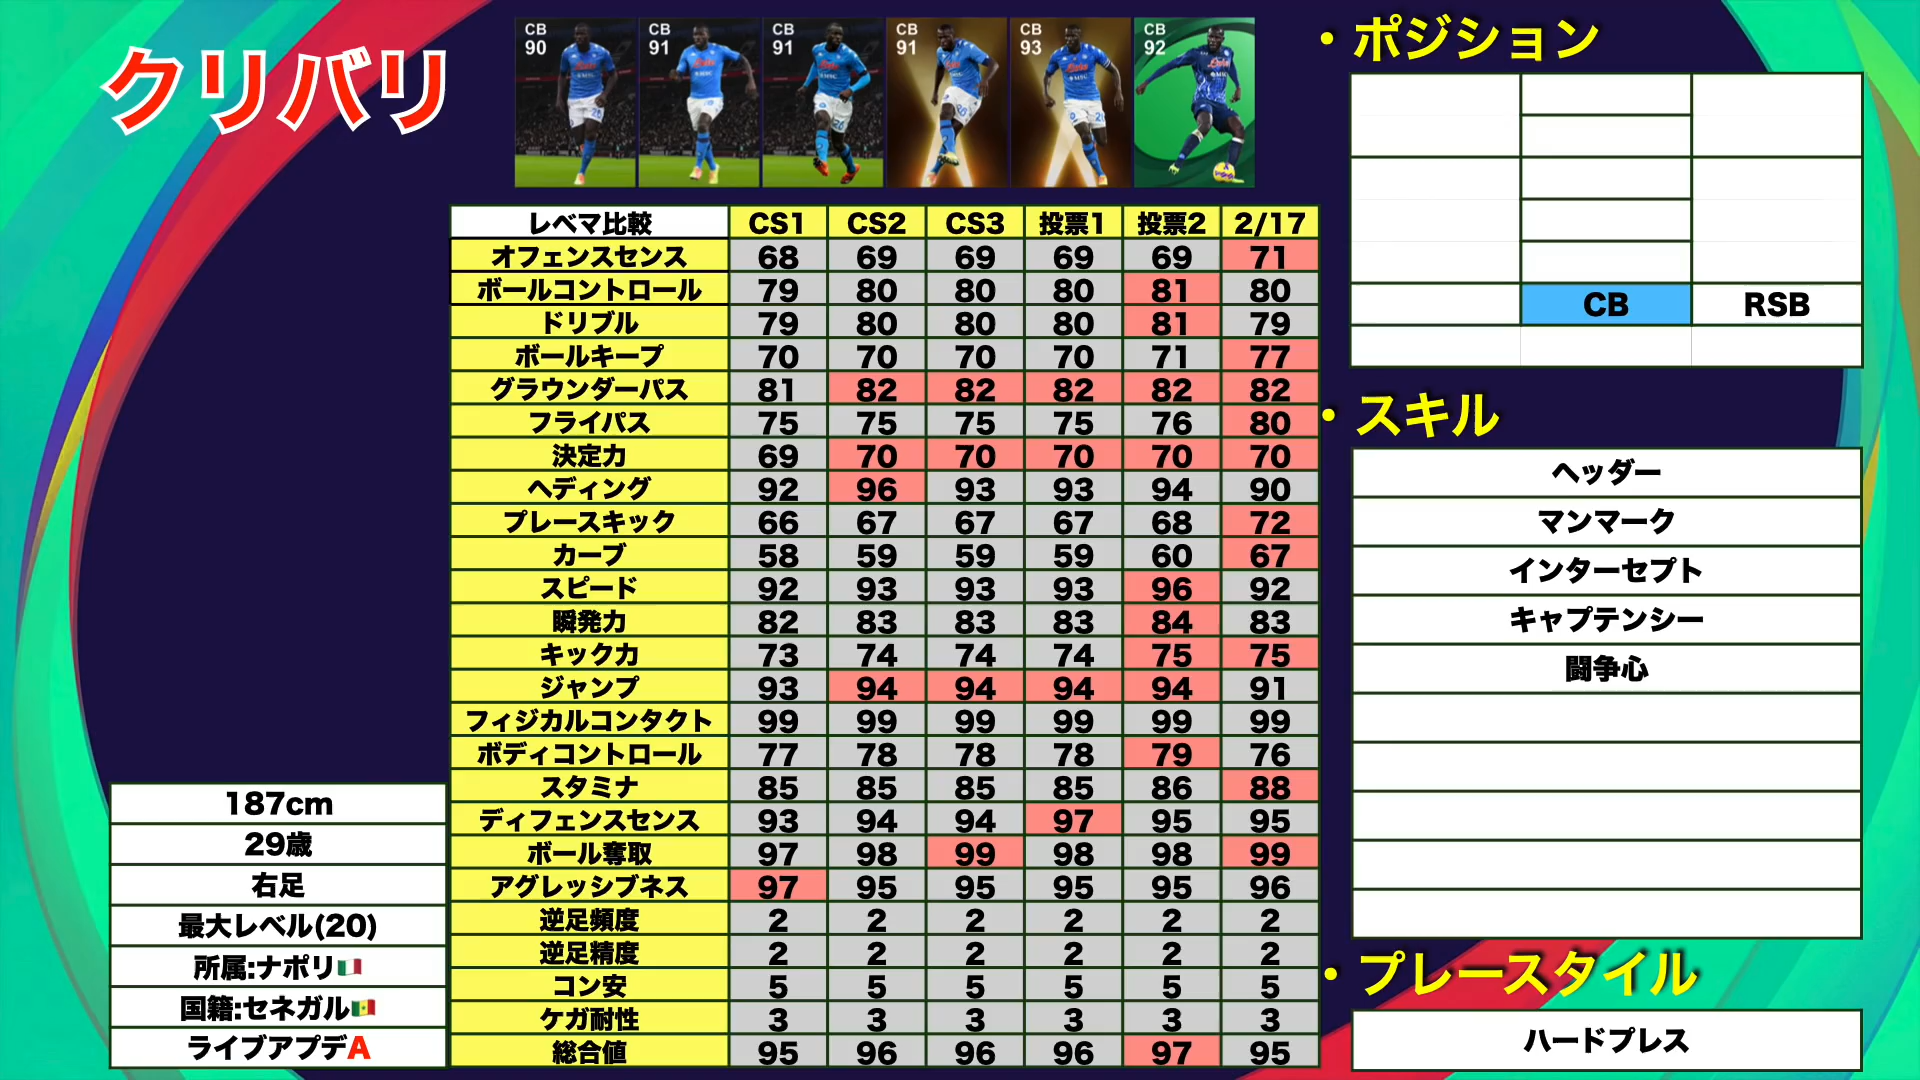 クリバリ
CB 90
CB 91
CB 91
CB 91
CB 93
CB 92
レベマ比較 CS1 CS2 CS3 投票1 投票2 2/17
オフェンスセンス 68 69 69 69 69 71
ボールコントロール 79 80 80 80 81 80
ドリブル 79 80 80 80 81 79
ボールキープ 70 70 70 70 71 77
グラウンダーパス 81 82 82 82 82 82
フライパス 75 75 75 75 76 80
決定力 69 70 70 70 70 70
ヘディング 92 96 93 93 94 90
プレースキック 66 67 67 67 68 72
カーブ 58 59 59 59 60 67
スピード 92 93 93 93 96 92
瞬発力 82 83 83 83 84 83
キック力 73 74 74 74 75 75
ジャンプ 93 94 94 94 94 91
フィジカルコンタクト 99 99 99 99 99 99
ボディコントロール 77 78 78 78 79 76
スタミナ 85 85 85 85 86 88
ディフェンスセンス 93 94 94 97 95 95
ボール奪取 97 98 99 98 98 99
アグレッシブネス 97 95 95 95 95 96
逆足頻度 2 2 2 2 2 2
逆足精度 2 2 2 2 2 2
コン安 5 5 5 5 5 5
ケガ耐性 3 3 3 3 3 3
総合値 95 96 96 96 97 95
187cm
29歳
右足
最大レベル(20)
所属:ナポリ🇮🇹
国籍:セネガル🇸🇳
ライブアプデA
・ポジション
CB RSB
・スキル
ヘッダー
マンマーク
インターセプト
キャプテンシー
闘争心
・プレースタイル
ハードプレス